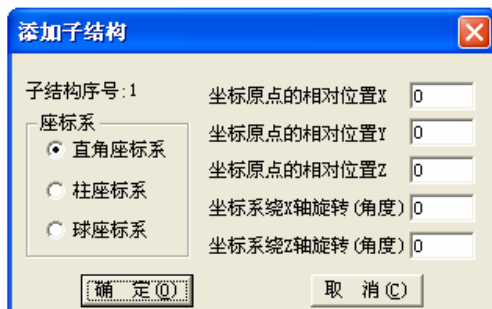 添加子结构
子结构序号:1
座标系
直角座标系
柱座标系
球座标系
坐标原点的相对位置X 0
坐标原点的相对位置Y 0
坐标原点的相对位置Z 0
坐标系绕X轴旋转(角度) 0
坐标系绕Z轴旋转(角度) 0
确 定(O) 取 消(C)